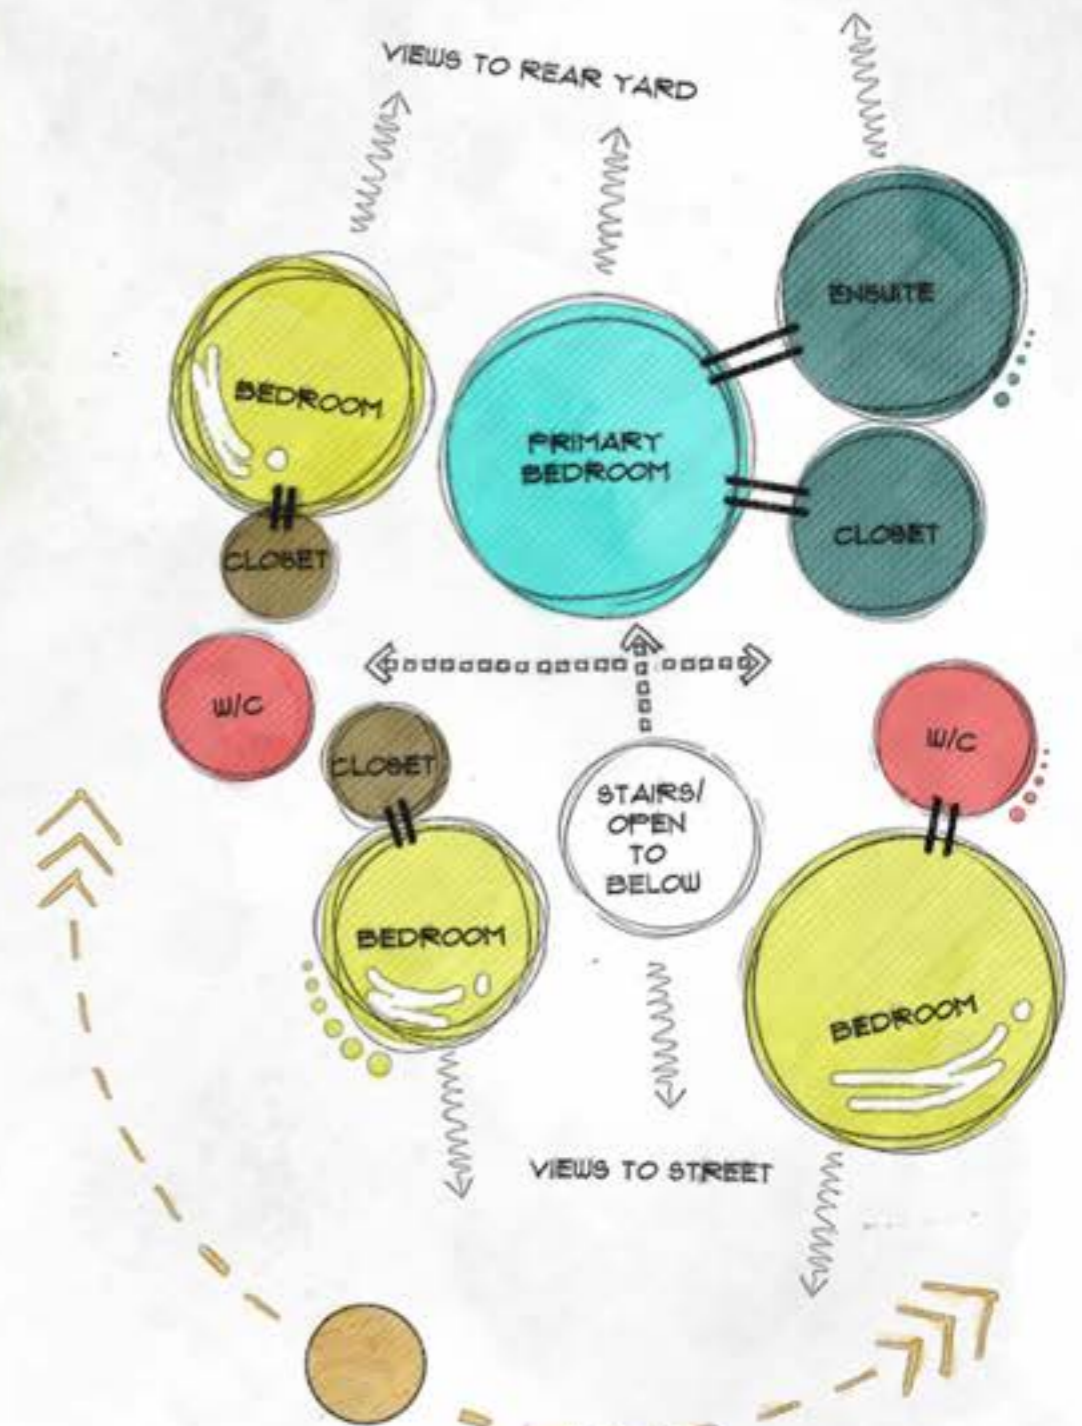 VIEWS TO REAR YARD
ENSUITE
BEDROOM
PRIMARY
BEDROOM
CLOSET
CLOSET
W/C
CLOSET
W/C
STAIRS/
OPEN
TO
BELOW
BEDROOM
BEDROOM
VIEWS TO STREET